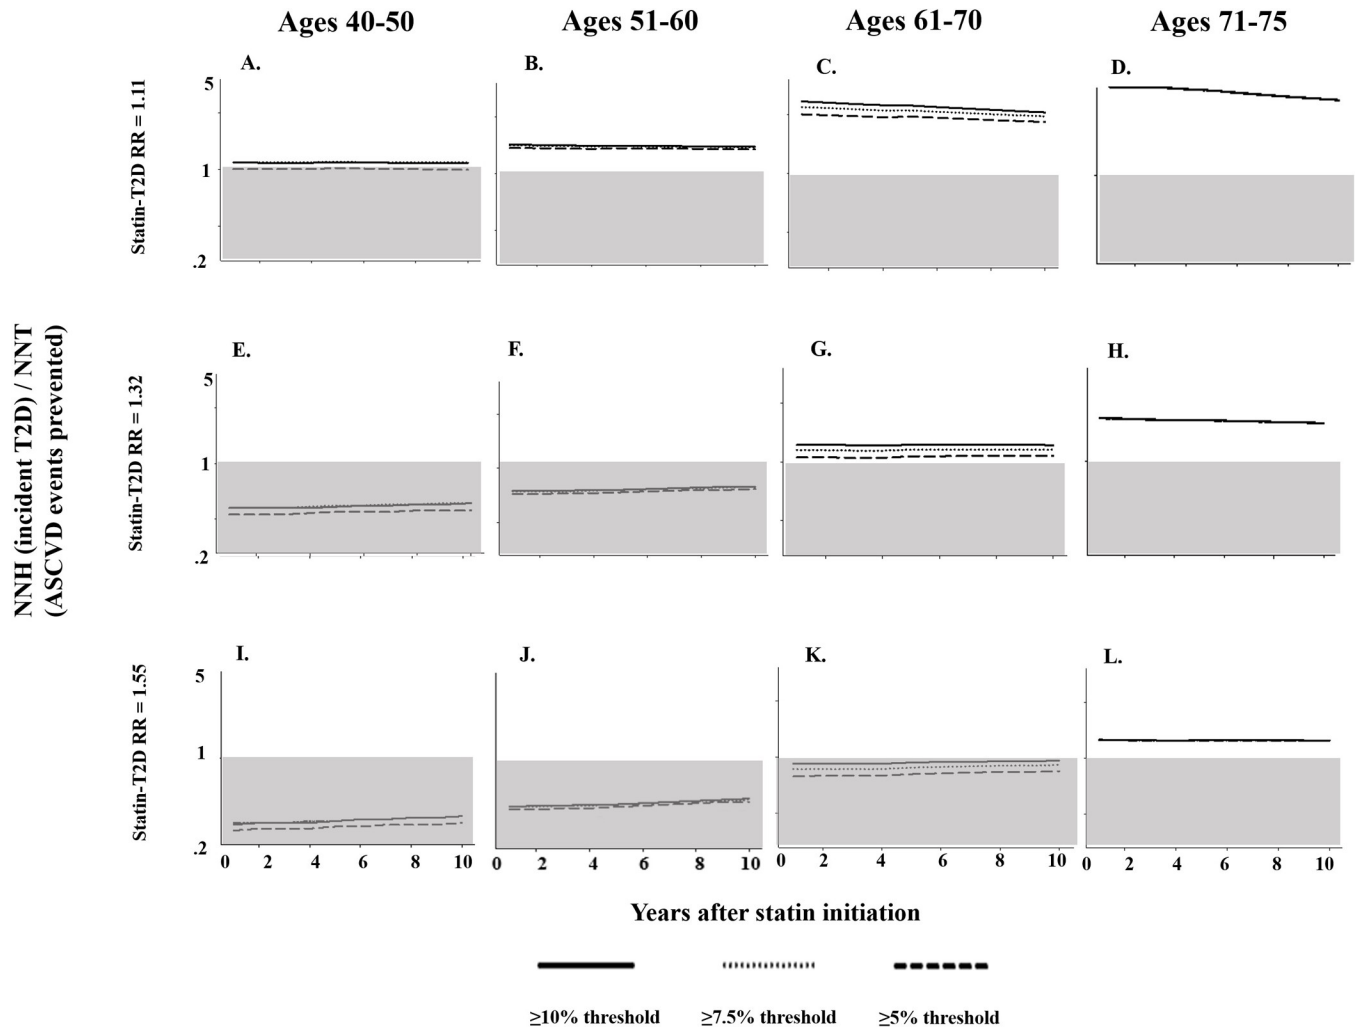 Ages 40-50 Ages 51-60 Ages 61-70 Ages 71-75
A. B. C. D.
Statin-T2D RR = 1.11
5
1
.2
E. F. G. H.
Statin-T2D RR = 1.32
5
1
.2
NNH (incident T2D) / NNT
(ASCVD events prevented)
I. J. K. L.
Statin-T2D RR = 1.55
5
1
.2
0 2 4 6 8 10 0 2 4 6 8 10 0 2 4 6 8 10 0 2 4 6 8 10
Years after statin initiation
≥10% threshold ≥7.5% threshold ≥5% threshold